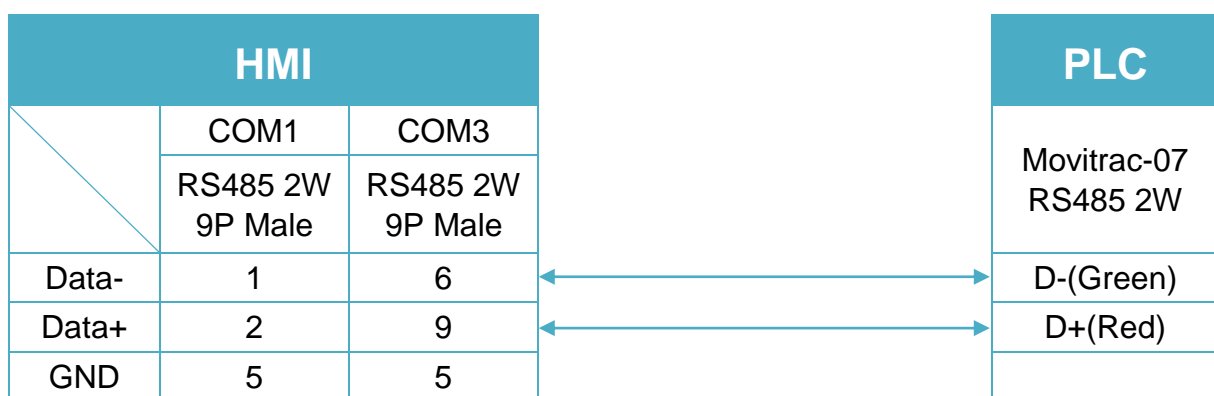 HMI PLC
COM1 COM3
RS485 2W RS485 2W
9P Male 9P Male
Movitrac-07
RS485 2W
Data- 1 6 D-(Green)
Data+ 2 9 D+(Red)
GND 5 5